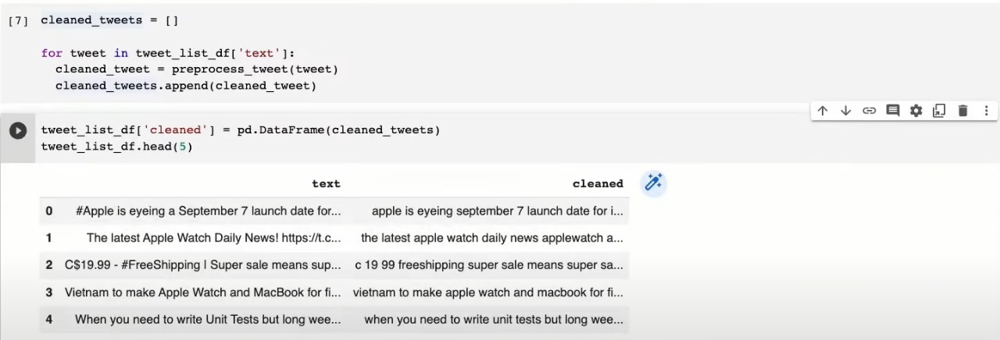 [7] cleaned_tweets = []
for tweet in tweet_list_df['text']:
cleaned_tweet = preprocess_tweet(tweet)
cleaned_tweets.append(cleaned_tweet)
tweet_list_df['cleaned'] = pd.DataFrame(cleaned_tweets)
tweet_list_df.head(5)
text cleaned
0 #Apple is eyeing a September 7 launch date for... apple is eyeing september 7 launch date for i...
1 The latest Apple Watch Daily News! https://t.c... the latest apple watch daily news applewatch a...
2 C$19.99 - #FreeShipping | Super sale means sup... c 19 99 freeshipping super sale means super sa...
3 Vietnam to make Apple Watch and MacBook for fi... vietnam to make apple watch and macbook for fi...
4 When you need to write Unit Tests but long wee... when you need to write unit tests but long wee...